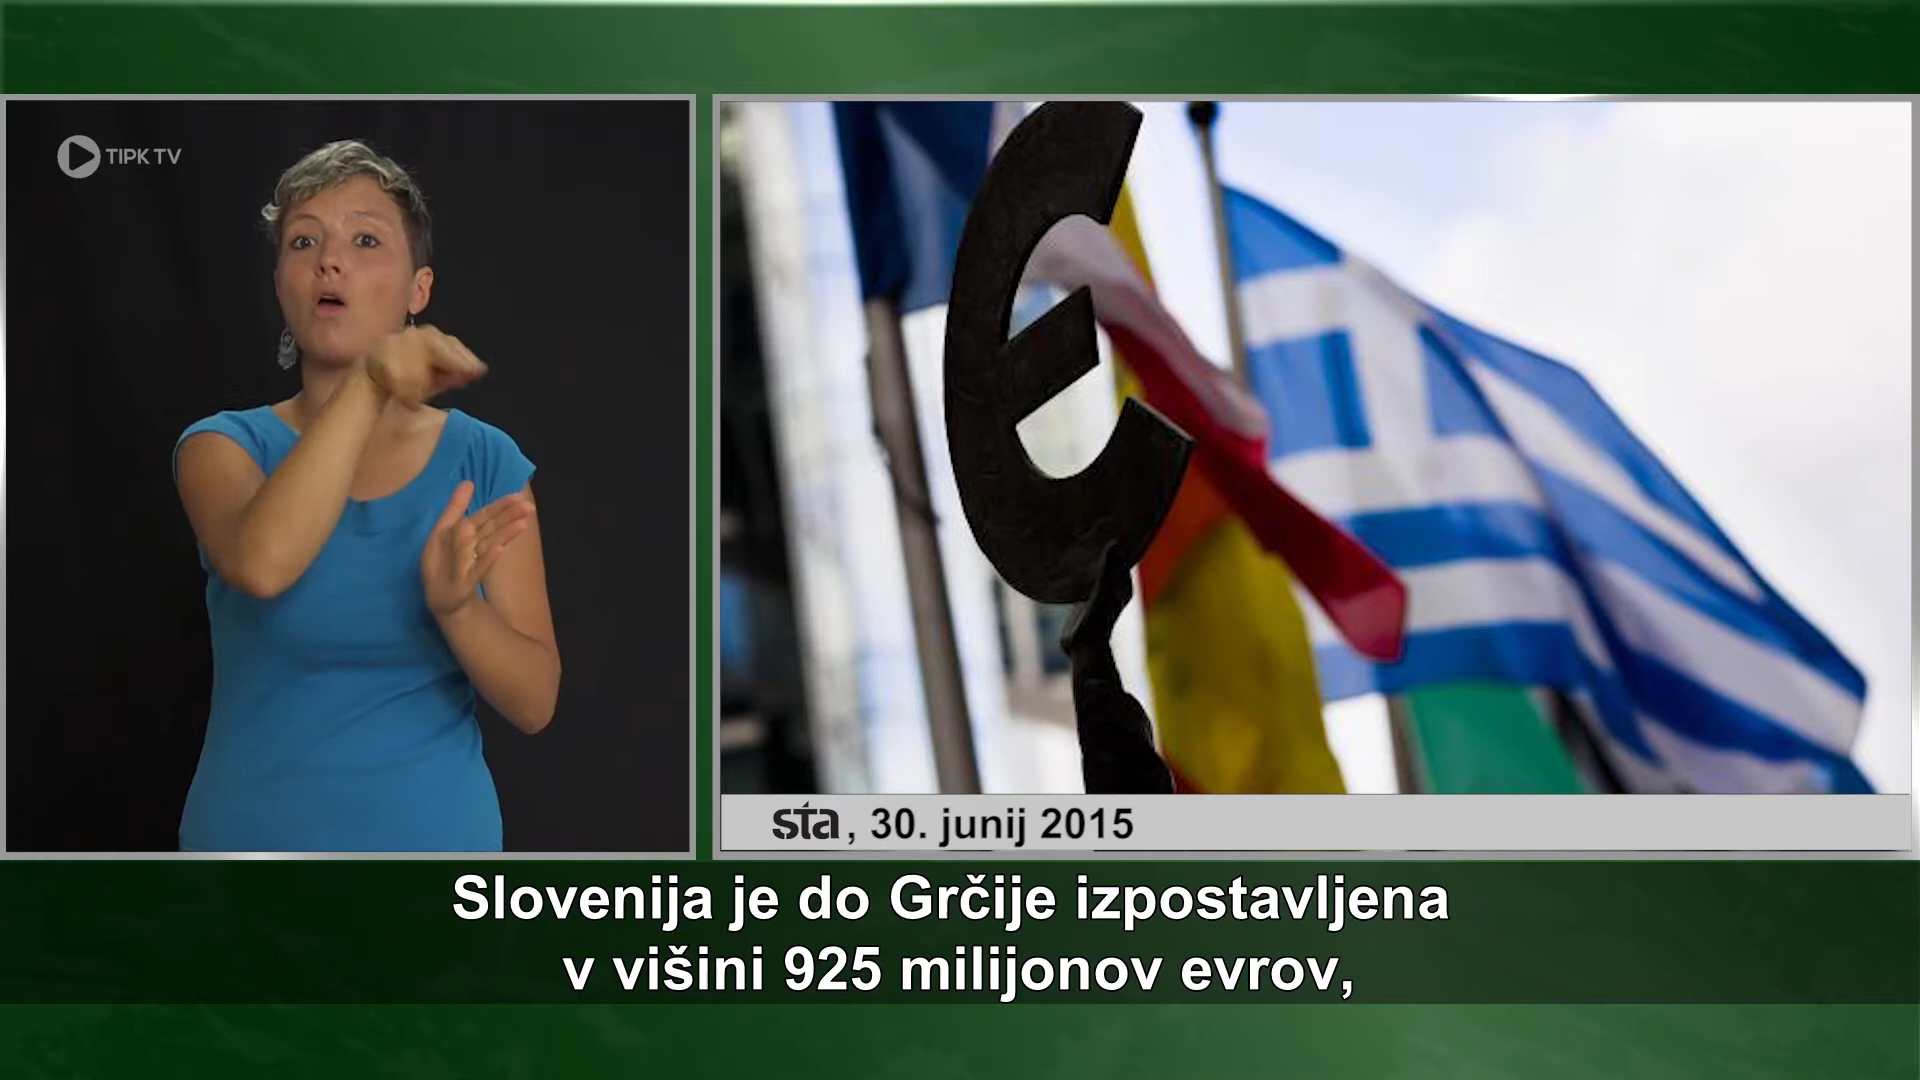 TIPK TV
sta, 30. junij 2015
Slovenija je do Grčije izpostavljena
v višini 925 milijonov evrov,